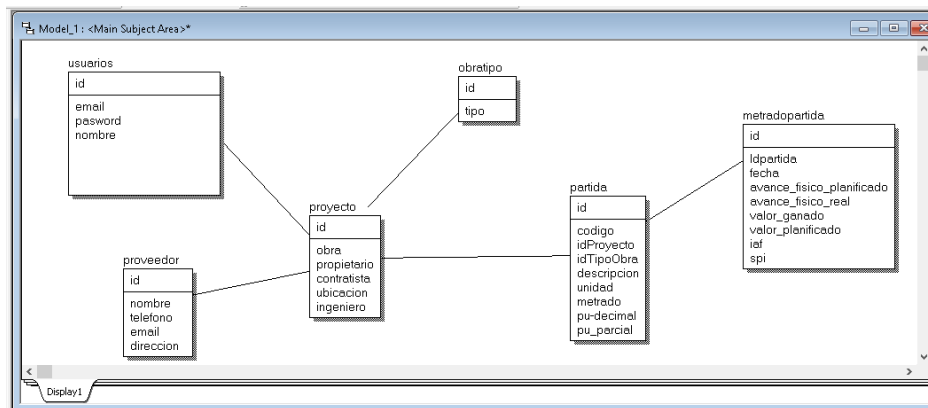 Model_1 : <Main Subject Area>*
usuarios
id
email
pasword
nombre
obratipo
id
tipo
metradopartida
id
Idpartida
fecha
avance_fisico_planificado
avance_fisico_real
valor_ganado
valor_planificado
iaf
spi
proyecto
id
obra
propietario
contratista
ubicacion
ingeniero
partida
id
codigo
idProyecto
idTipoObra
descripcion
unidad
metrado
pu-decimal
pu_parcial
proveedor
id
nombre
telefono
email
direccion
Display1